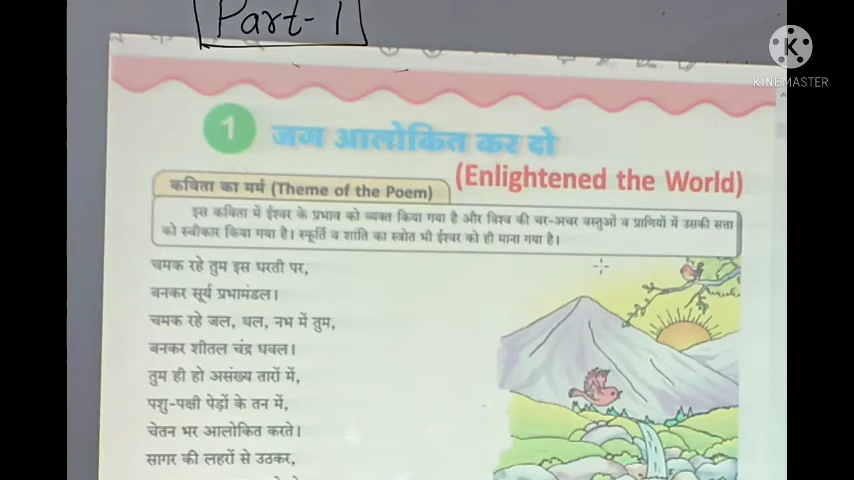 Part-1
KINEMASTER
1 जग आलोकित कर दो
(Enlightened the World)
कविता का मर्म (Theme of the Poem)
इस कविता में ईश्वर के प्रभाव को व्यक्त किया गया है और विश्व की चर-अचर वस्तुओं व प्राणियों में उसकी सत्ता
को स्वीकार किया गया है। स्फूर्ति व शांति का स्त्रोत भी ईश्वर को ही माना गया है।
चमक रहे तुम इस धरती पर,
बनकर सूर्य प्रभामंडल।
चमक रहे जल, थल, नभ में तुम,
बनकर शीतल चंद्र धवल।
तुम ही हो असंख्य तारों में,
पशु-पक्षी पेड़ों के तन में,
चेतन भर आलोकित करते।
सागर की लहरों से उठकर,